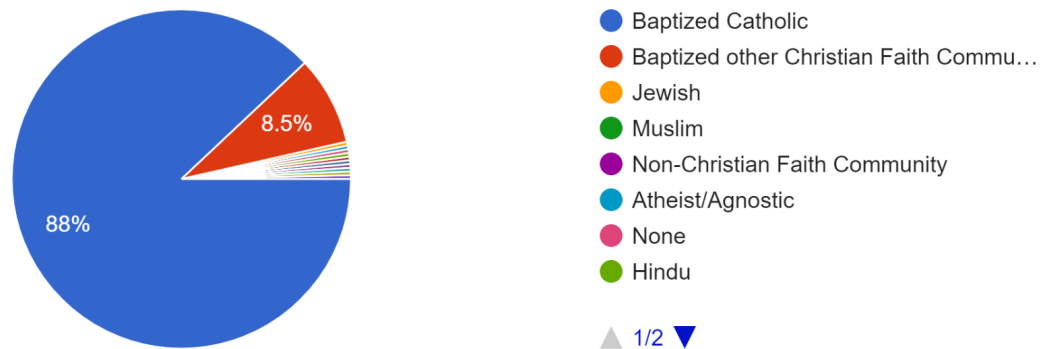 Baptized Catholic
Baptized other Christian Faith Commu…
Jewish
8.5%
Muslim
Non-Christian Faith Community
Atheist/Agnostic
88%
None
Hindu
1/2